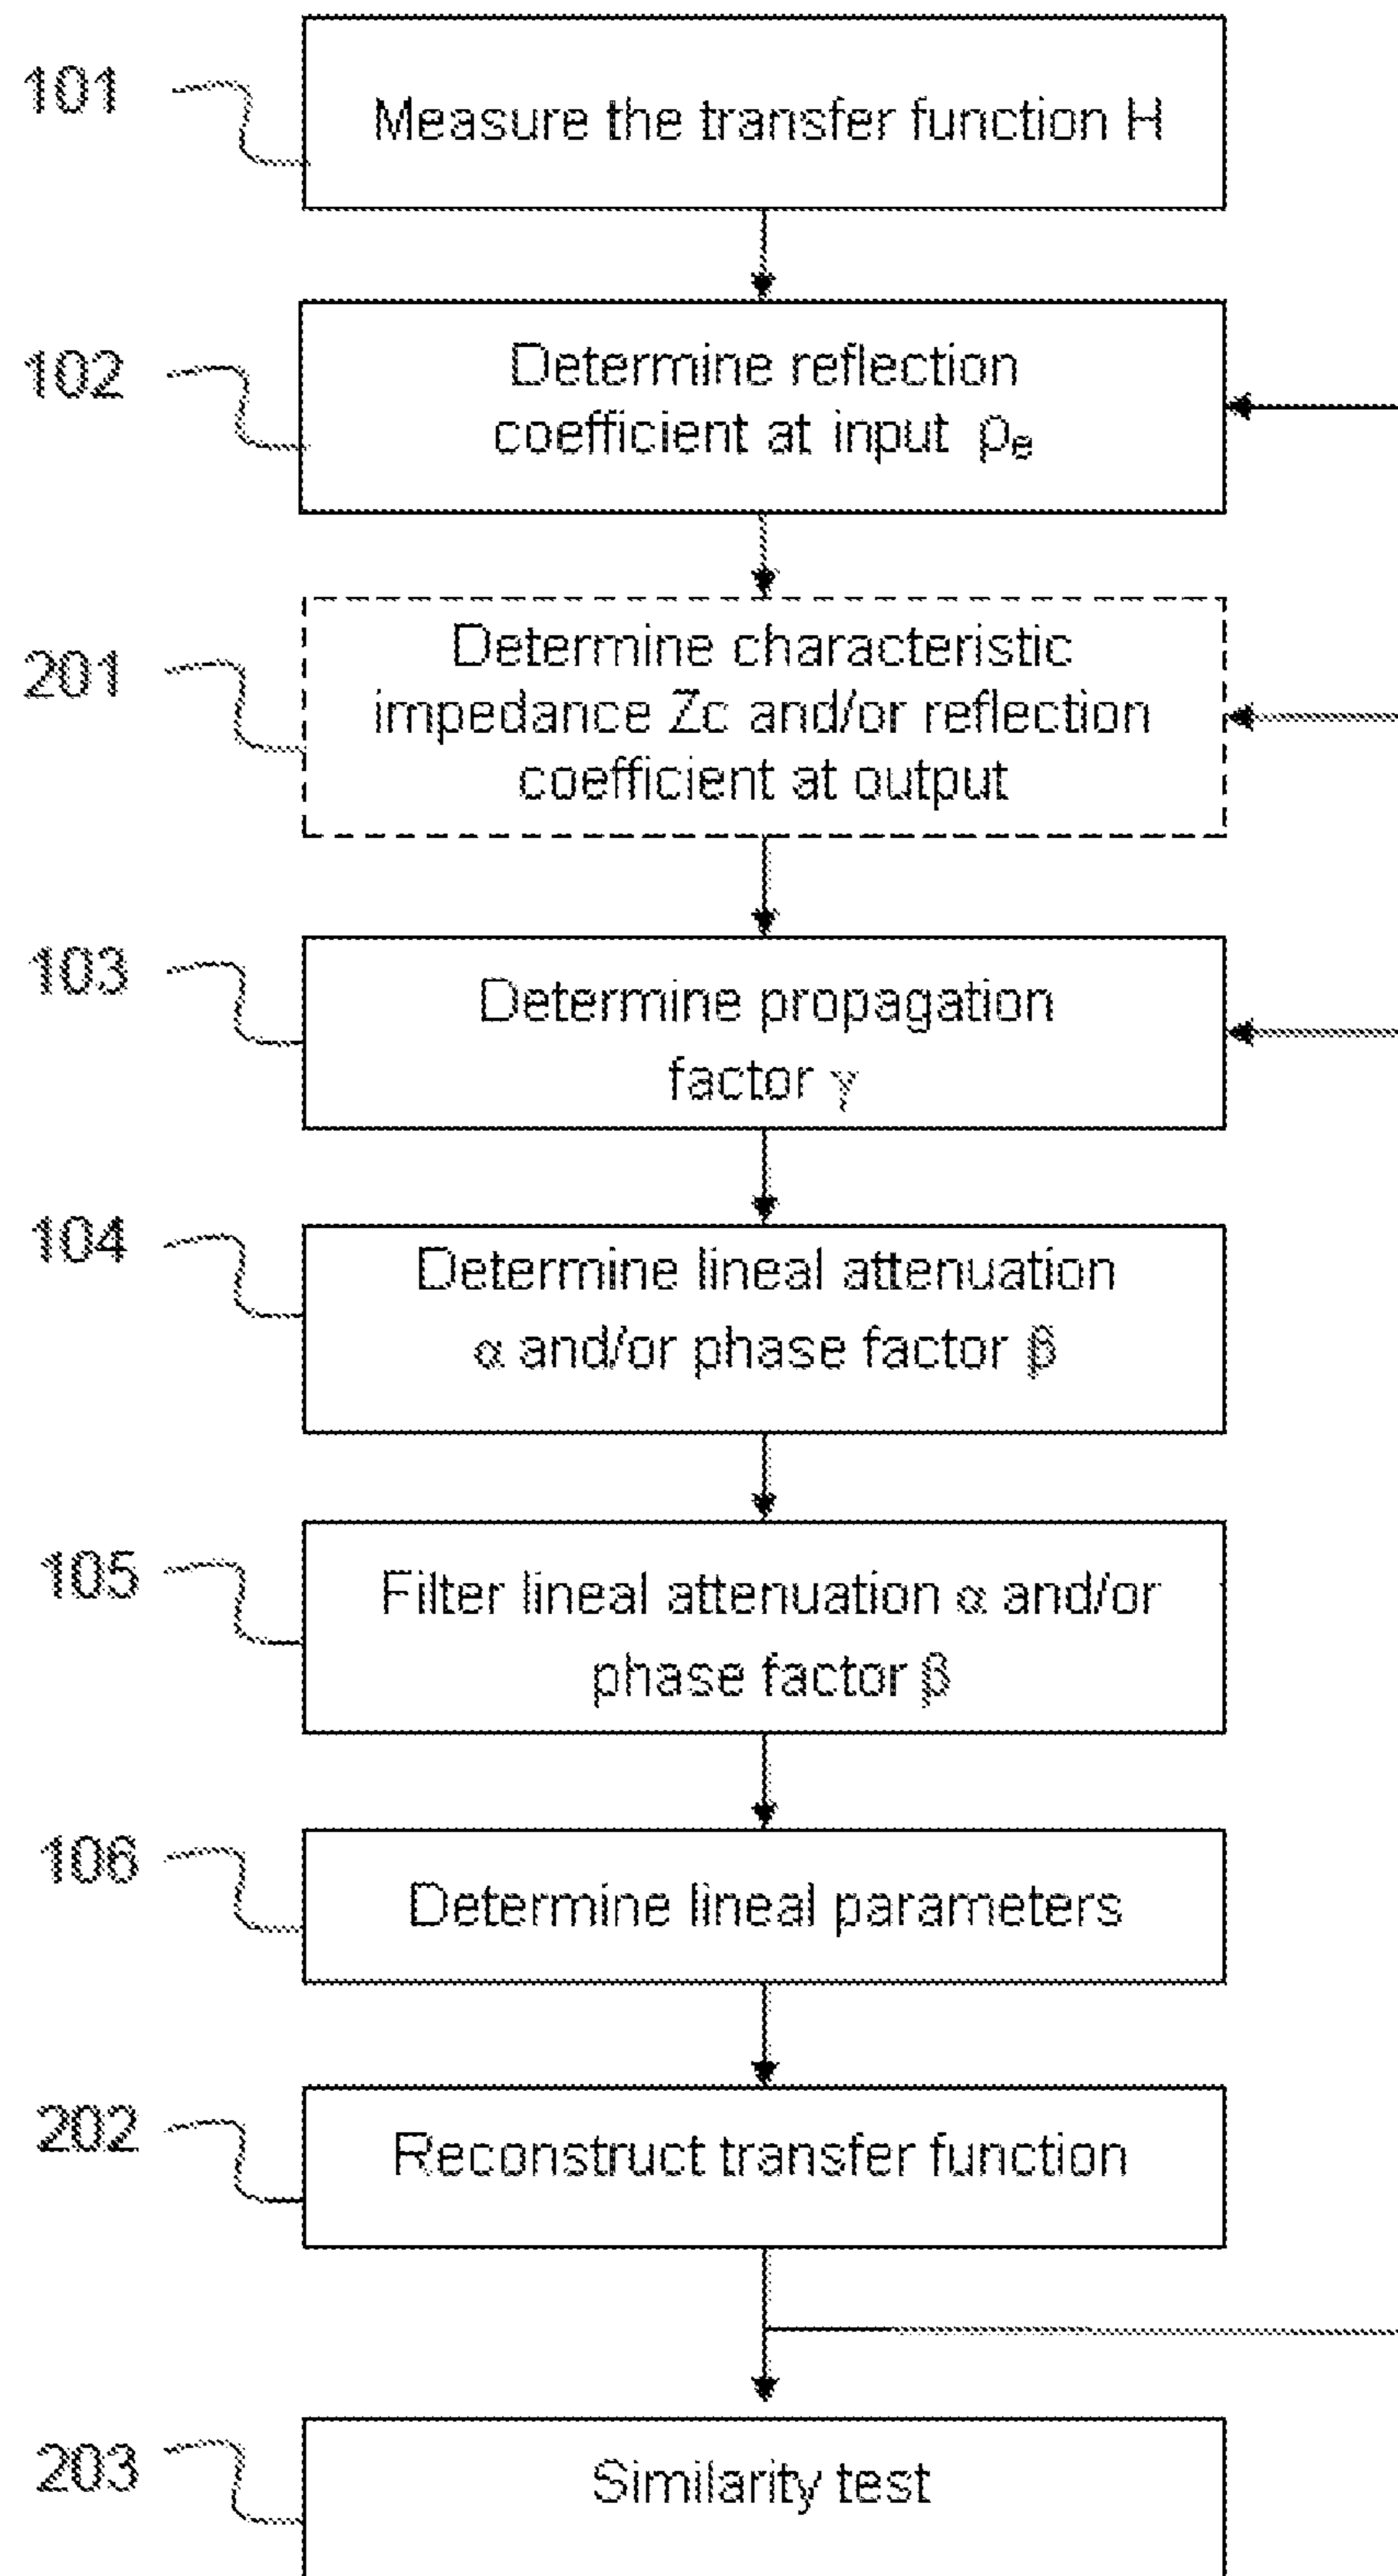 101
Measure the transfer function H
102
Determine reflection
coefficient at input ρe
201
Determine characteristic
impedance Zc and/or reflection
coefficient at output
103
Determine propagation
factor γ
104
Determine lineal attenuation
α and/or phase factor β
105
Filter lineal attenuation α and/or
phase factor β
106
Determine lineal parameters
202
Reconstruct transfer function
203
Similarity test